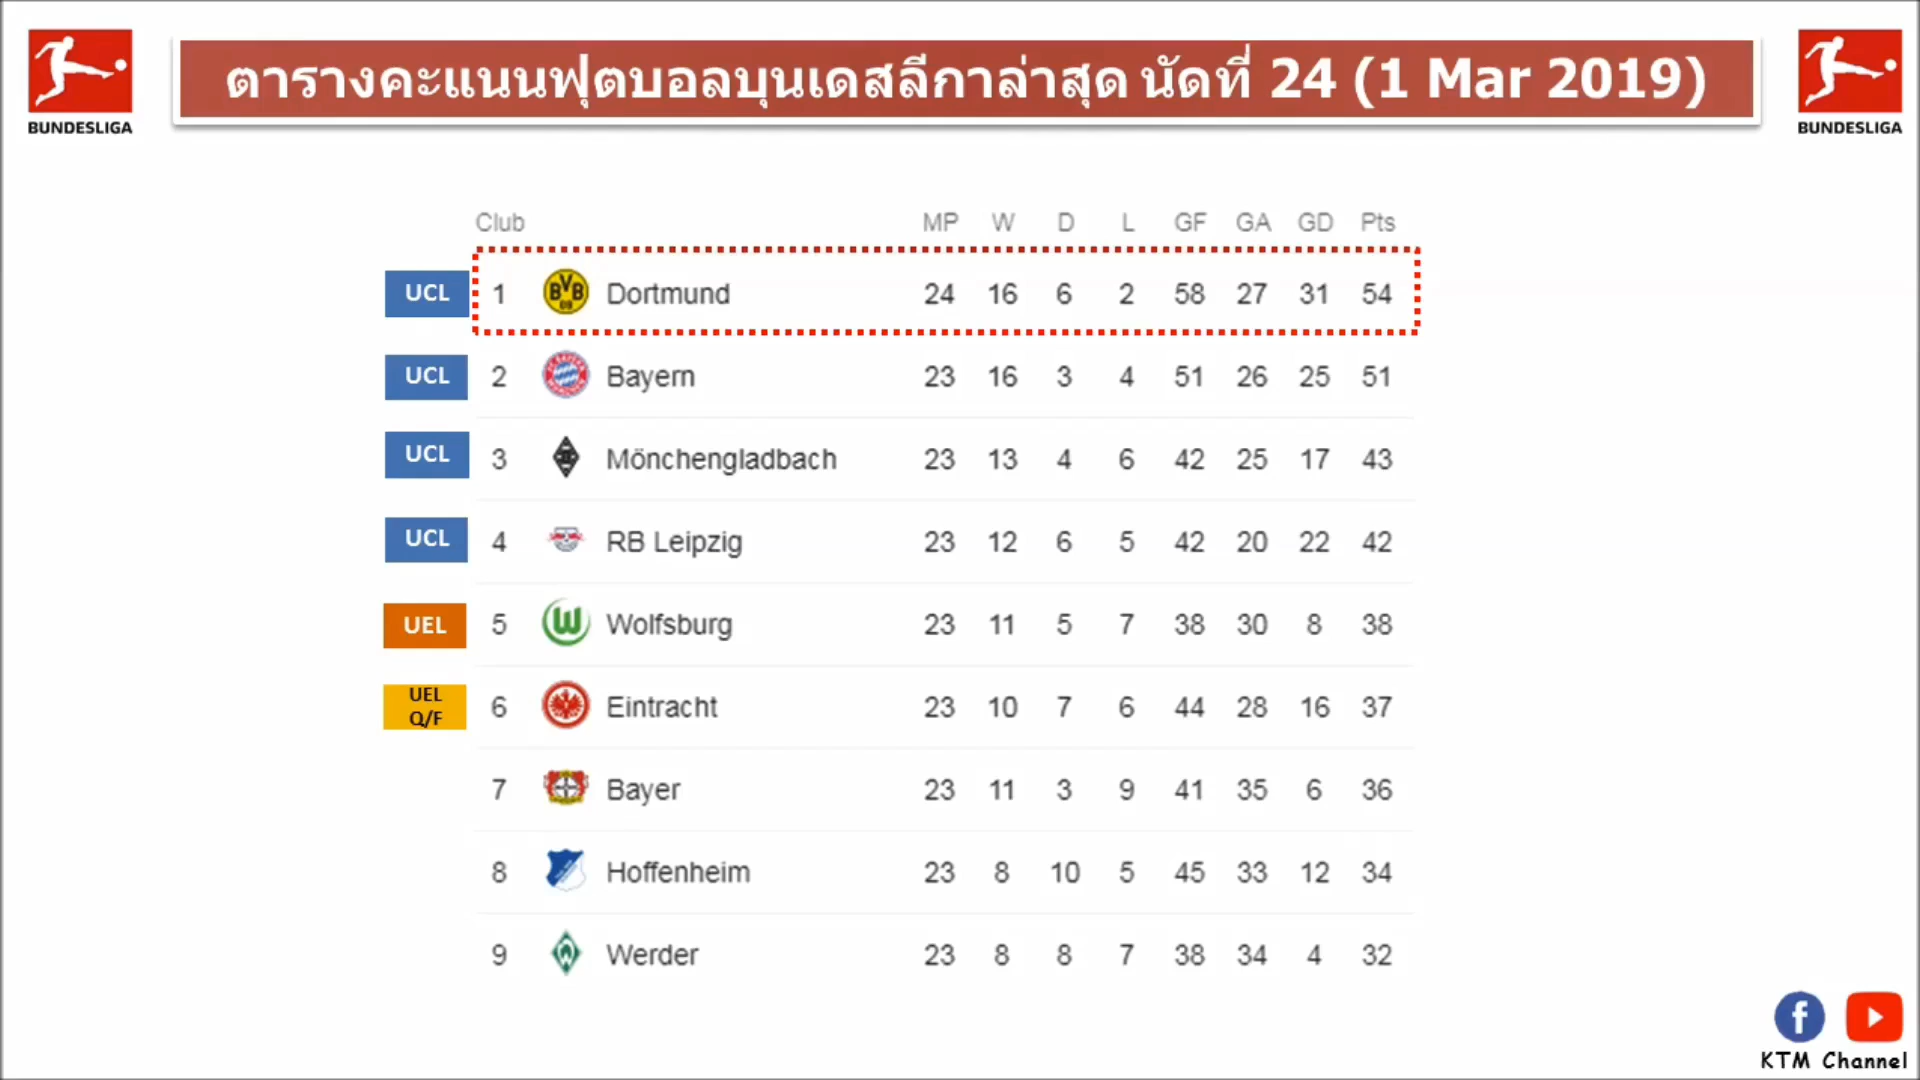 ตารางคะแนนฟุตบอลบุนเดสลีกาล่าสุด นัดที่ 24 (1 Mar 2019)
BUNDESLIGA
BUNDESLIGA
Club MP W D L GF GA GD Pts
UCL 1 BVB 09 Dortmund 24 16 6 2 58 27 31 54
UCL 2 Bayern 23 16 3 4 51 26 25 51
UCL 3 Mönchengladbach 23 13 4 6 42 25 17 43
UCL 4 RB Leipzig 23 12 6 5 42 20 22 42
UEL 5 W Wolfsburg 23 11 5 7 38 30 8 38
UEL Q/F 6 Eintracht 23 10 7 6 44 28 16 37
7 Bayer 23 11 3 9 41 35 6 36
8 Hoffenheim 23 8 10 5 45 33 12 34
9 W Werder 23 8 8 7 38 34 4 32
f
KTM Channel